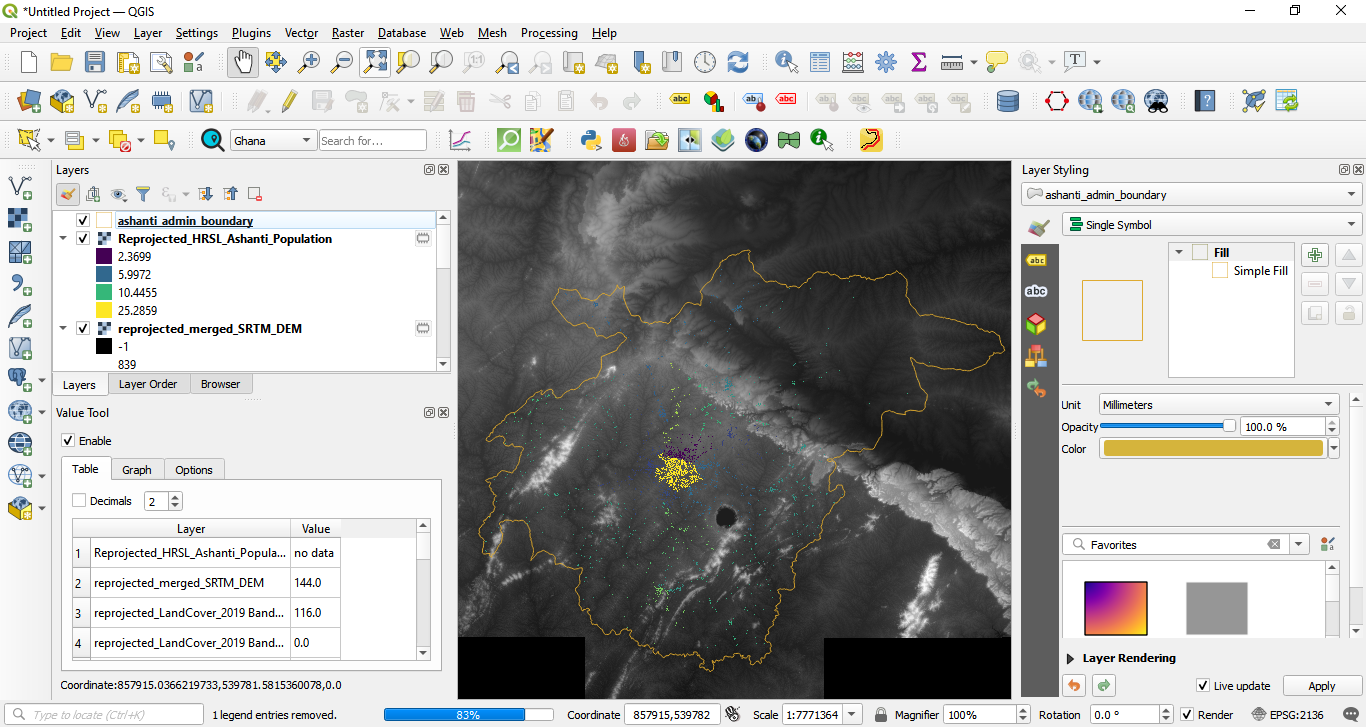 *Untitled Project — QGIS
Project Edit View Layer Settings Plugins Vector Raster Database Web Mesh Processing Help
abc abc abc
Ghana Search for...
Layers
ashanti_admin_boundary
Reprojected_HRSL_Ashanti_Population
2.3699
5.9972
10.4455
25.2859
reprojected_merged_SRTM_DEM
-1
839
Layers Layer Order Browser
Value Tool
Enable
Table Graph Options
Decimals 2
Layer Value
1 Reprojected_HRSL_Ashanti_Popula... no data
2 reprojected_merged_SRTM_DEM 144.0
3 reprojected_LandCover_2019 Band... 116.0
4 reprojected_LandCover_2019 Band... 0.0
Coordinate:857915.0366219733,539781.5815360078,0.0
Layer Styling
ashanti_admin_boundary
Single Symbol
abc
abc
Fill
Simple Fill
Unit Millimeters
Opacity 100.0 %
Color
Favorites
Layer Rendering
Live update Apply
Type to locate (Ctrl+K) 1 legend entries removed. 83% Coordinate 857915,539782 Scale 1:7771364 Magnifier 100% Rotation 0.0 ° Render EPSG:2136